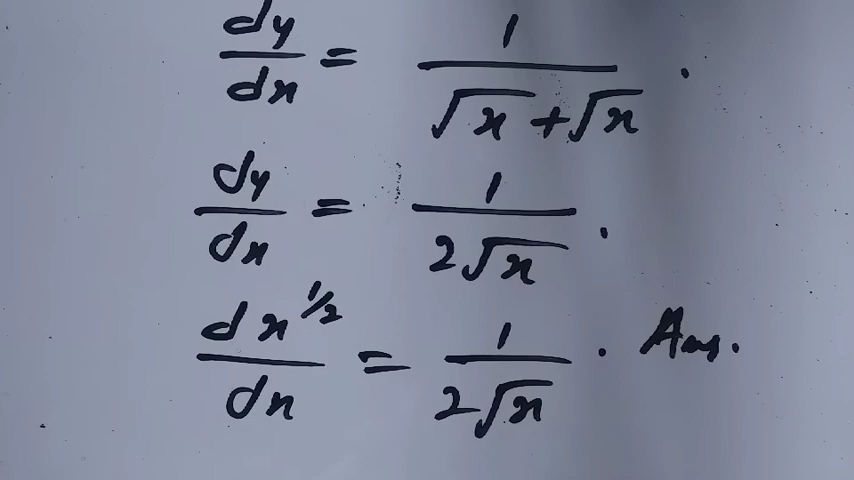 dy/dx = 1/(√x + √x) .
dy/dx = 1/(2√x) .
dx^1/2/dx = 1/(2√x) . Ans.